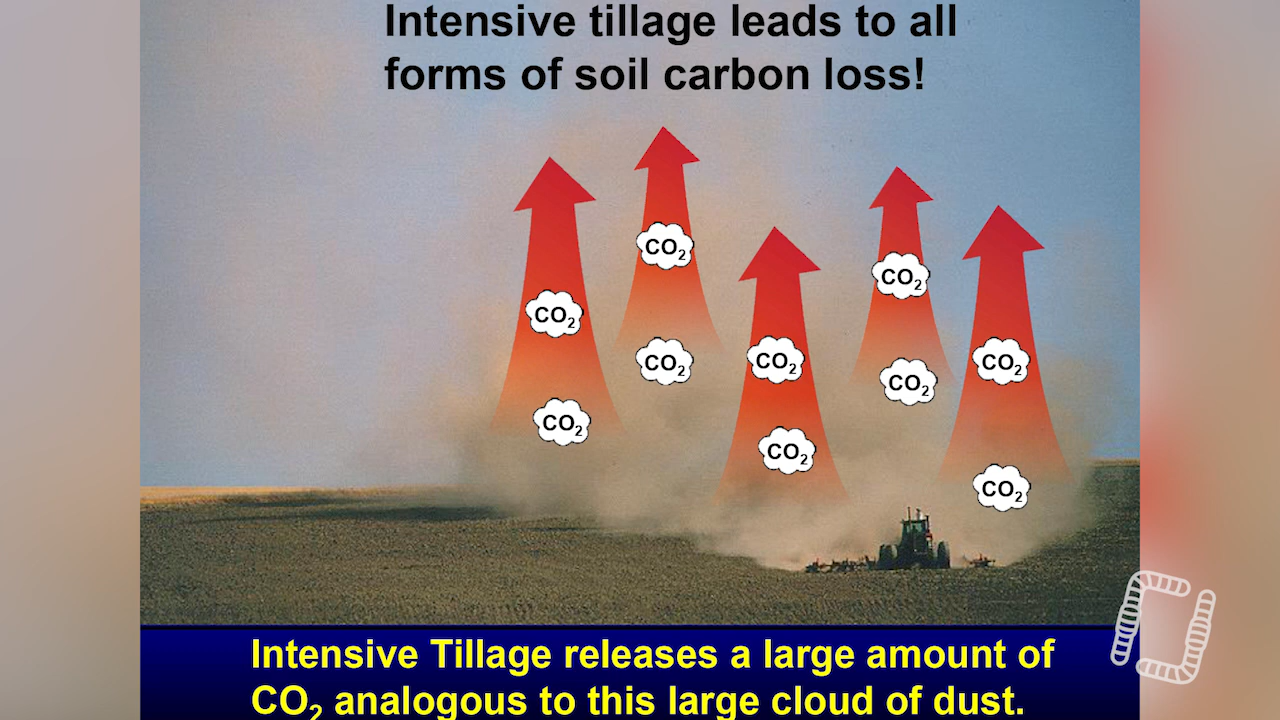 Intensive tillage leads to all
forms of soil carbon loss!
CO₂
CO₂
CO₂
CO₂
CO₂
CO₂
CO₂
CO₂
CO₂
CO₂
Intensive Tillage releases a large amount of
CO₂ analogous to this large cloud of dust.